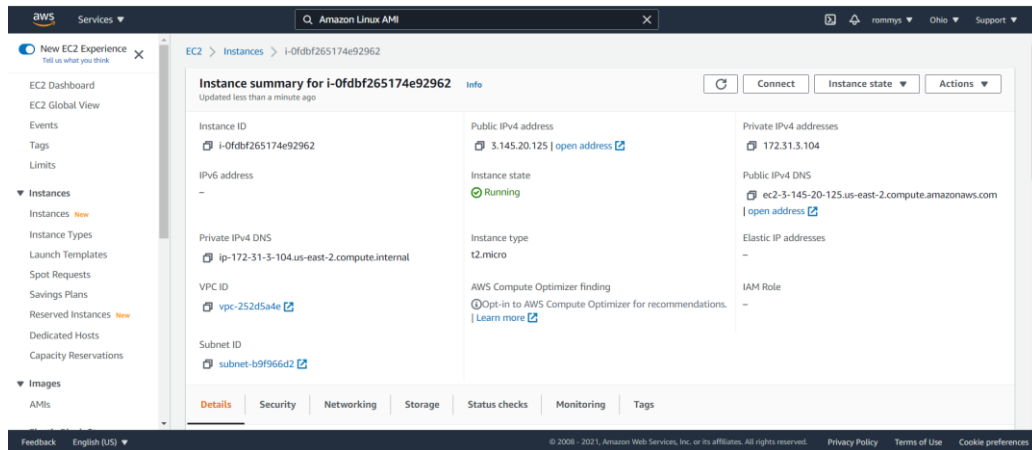 aws Services ▼ Amazon Linux AMI rommys ▼ Ohio ▼ Support ▼
New EC2 Experience
Tell us what you think
EC2 Dashboard
EC2 Global View
Events
Tags
Limits
Instances
Instances New
Instance Types
Launch Templates
Spot Requests
Savings Plans
Reserved Instances New
Dedicated Hosts
Capacity Reservations
Images
AMIs
EC2 > Instances > i-0fdbf265174e92962
Instance summary for i-0fdbf265174e92962 Info
Updated less than a minute ago
Connect Instance state ▼ Actions ▼
Instance ID
i-0fdbf265174e92962
Public IPv4 address
3.145.20.125 | open address
Private IPv4 addresses
172.31.3.104
IPv6 address
–
Instance state
Running
Public IPv4 DNS
ec2-3-145-20-125.us-east-2.compute.amazonaws.com
| open address
Private IPv4 DNS
ip-172-31-3-104.us-east-2.compute.internal
Instance type
t2.micro
Elastic IP addresses
–
VPC ID
vpc-252d5a4e
AWS Compute Optimizer finding
Opt-in to AWS Compute Optimizer for recommendations.
| Learn more
IAM Role
–
Subnet ID
subnet-b9f966d2
Details Security Networking Storage Status checks Monitoring Tags
Feedback English (US) ▼ © 2008 - 2021, Amazon Web Services, Inc. or its affiliates. All rights reserved. Privacy Policy Terms of Use Cookie preferences